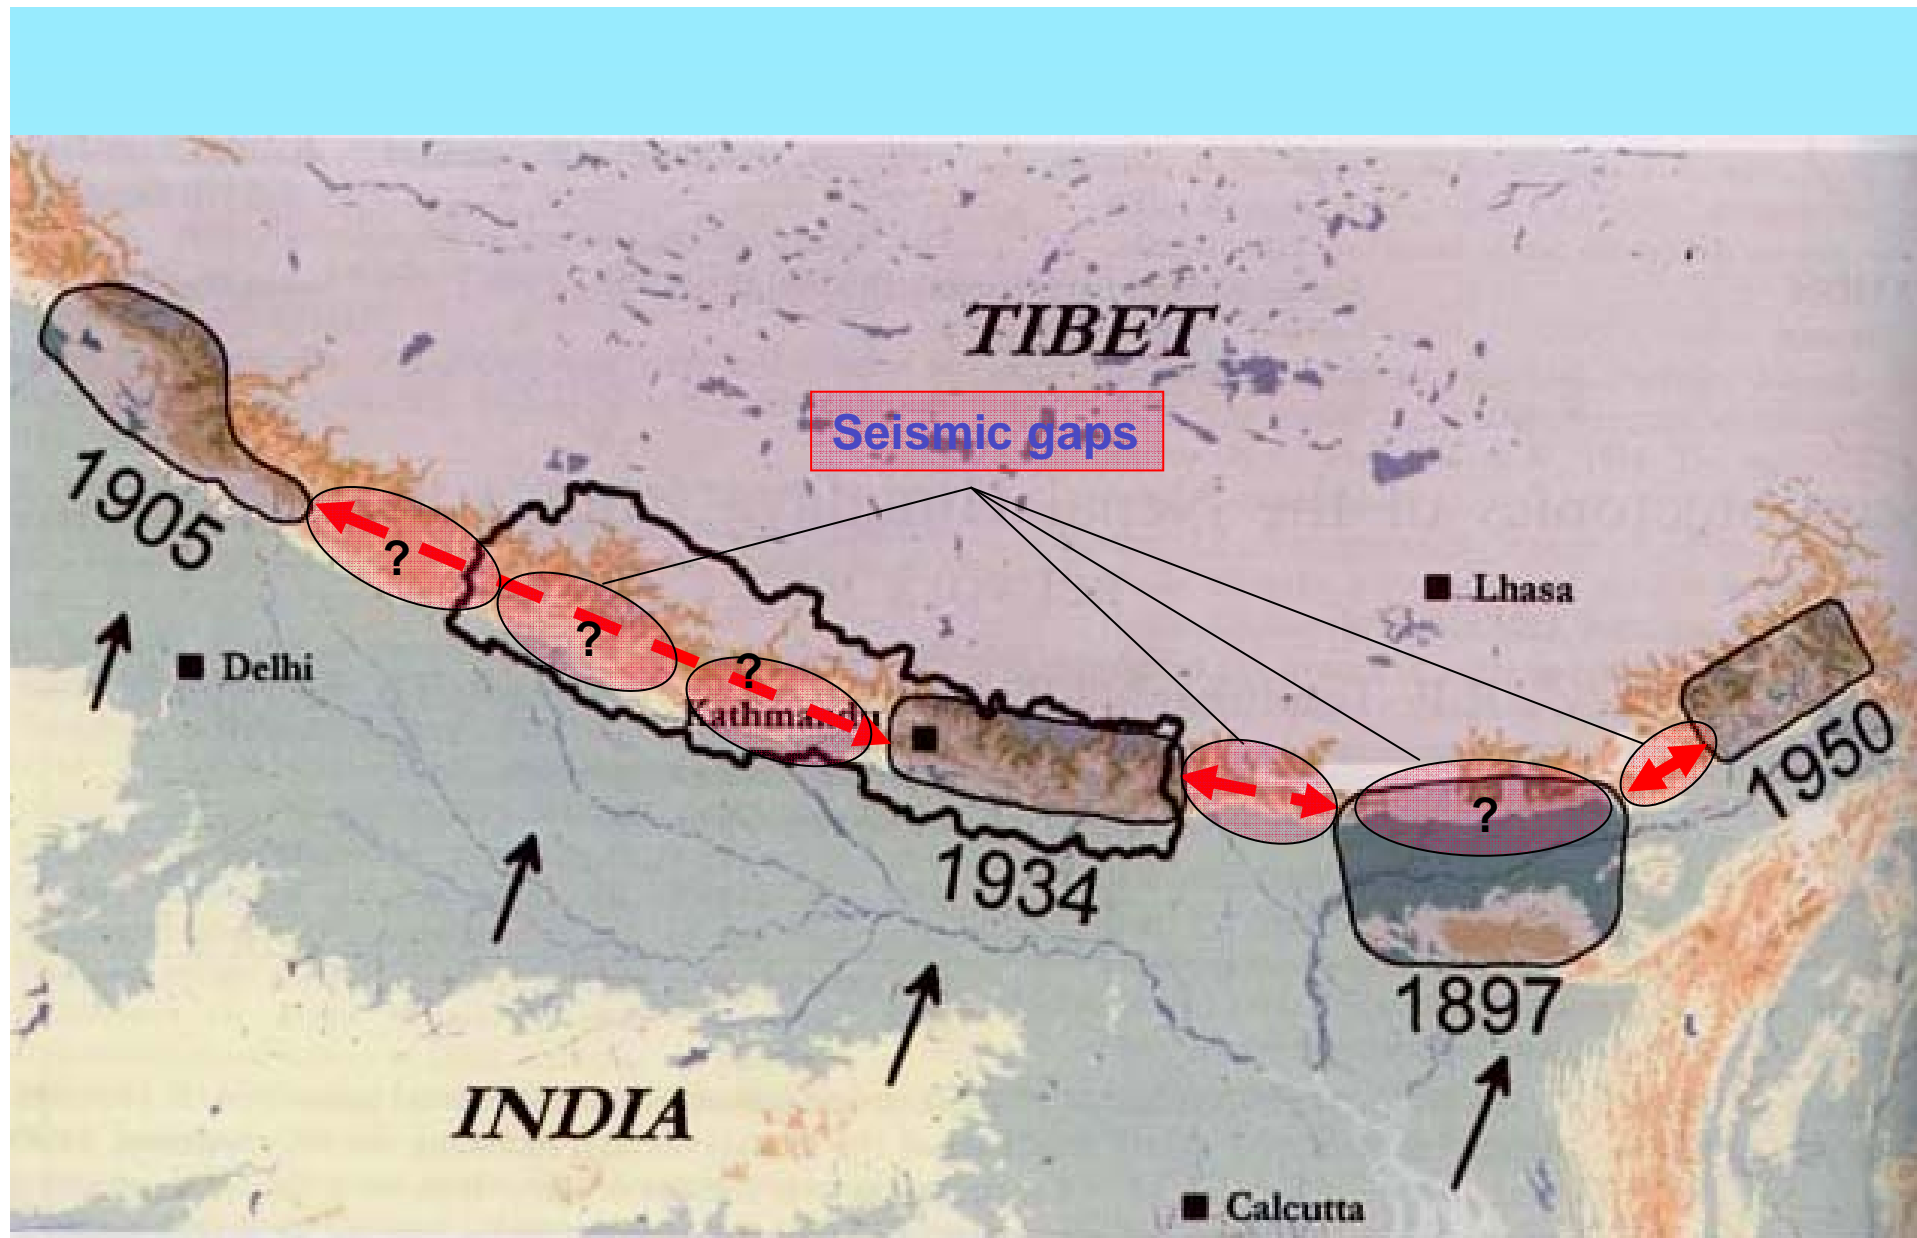 TIBET
Seismic gaps
1905
?
?
?
Lhasa
Delhi
Kathmandu
1950
?
1934
1897
INDIA
Calcutta